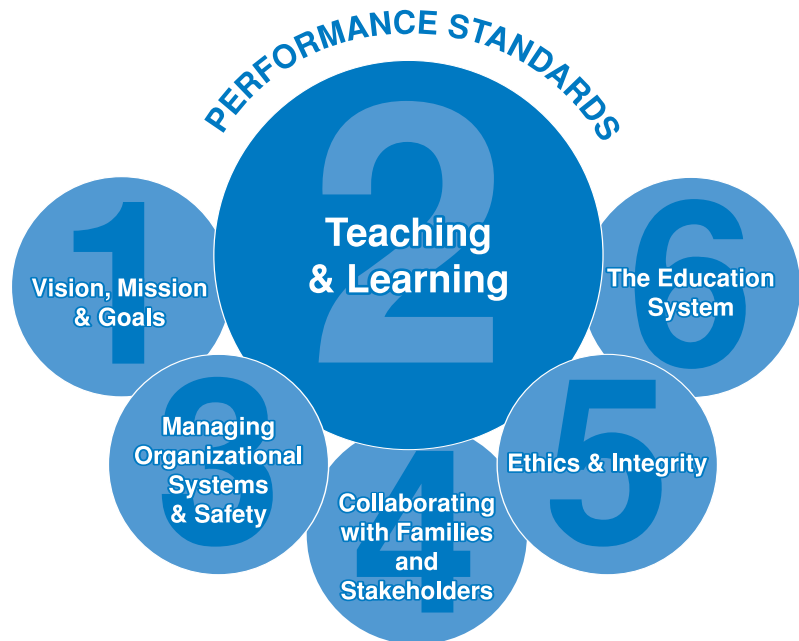 PERFORMANCE STANDARDS
1
Vision, Mission
& Goals
2
Teaching
& Learning
3
Managing
Organizational
Systems
& Safety
4
Collaborating
with Families
and
Stakeholders
5
Ethics & Integrity
6
The Education
System